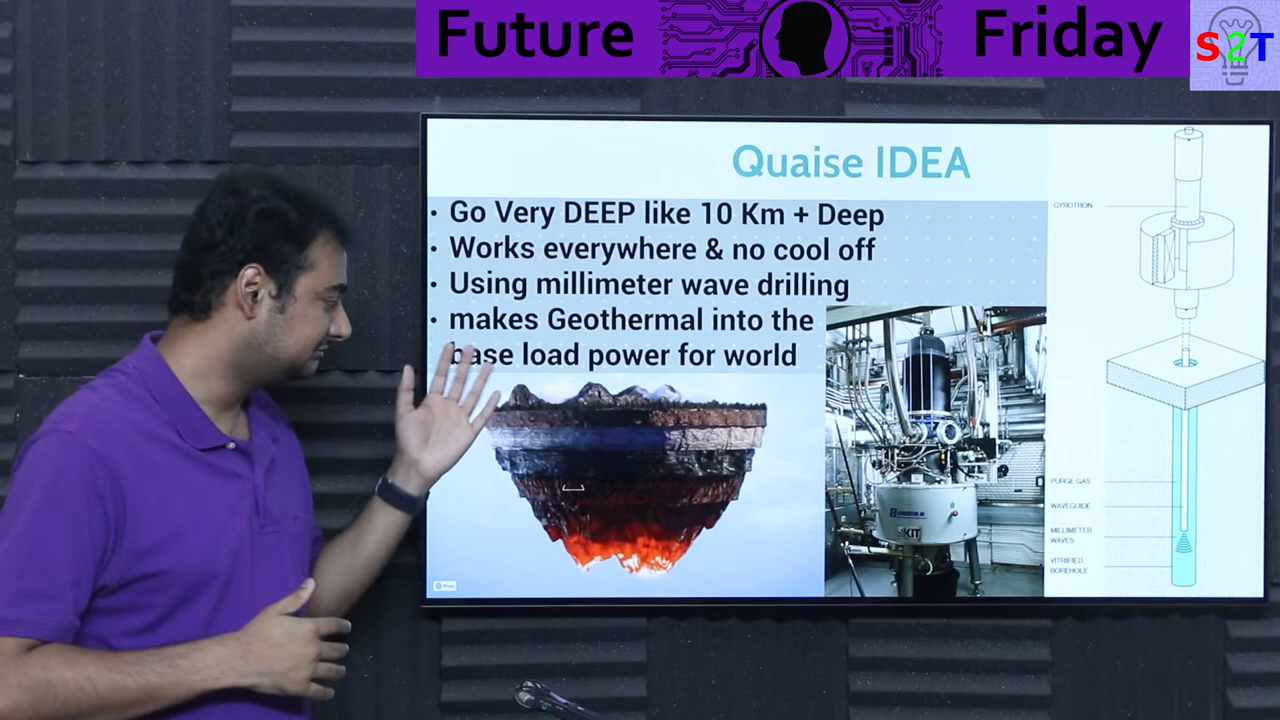 Future Friday
S2T
Quaise IDEA
• Go Very DEEP like 10 Km + Deep
• Works everywhere & no cool off
• Using millimeter wave drilling
• makes Geothermal into the
base load power for world
GYROTRON
PURGE GAS
WAVEGUIDE
MILLIMETER
WAVES
VITRIFIED
BOREHOLE
KIT